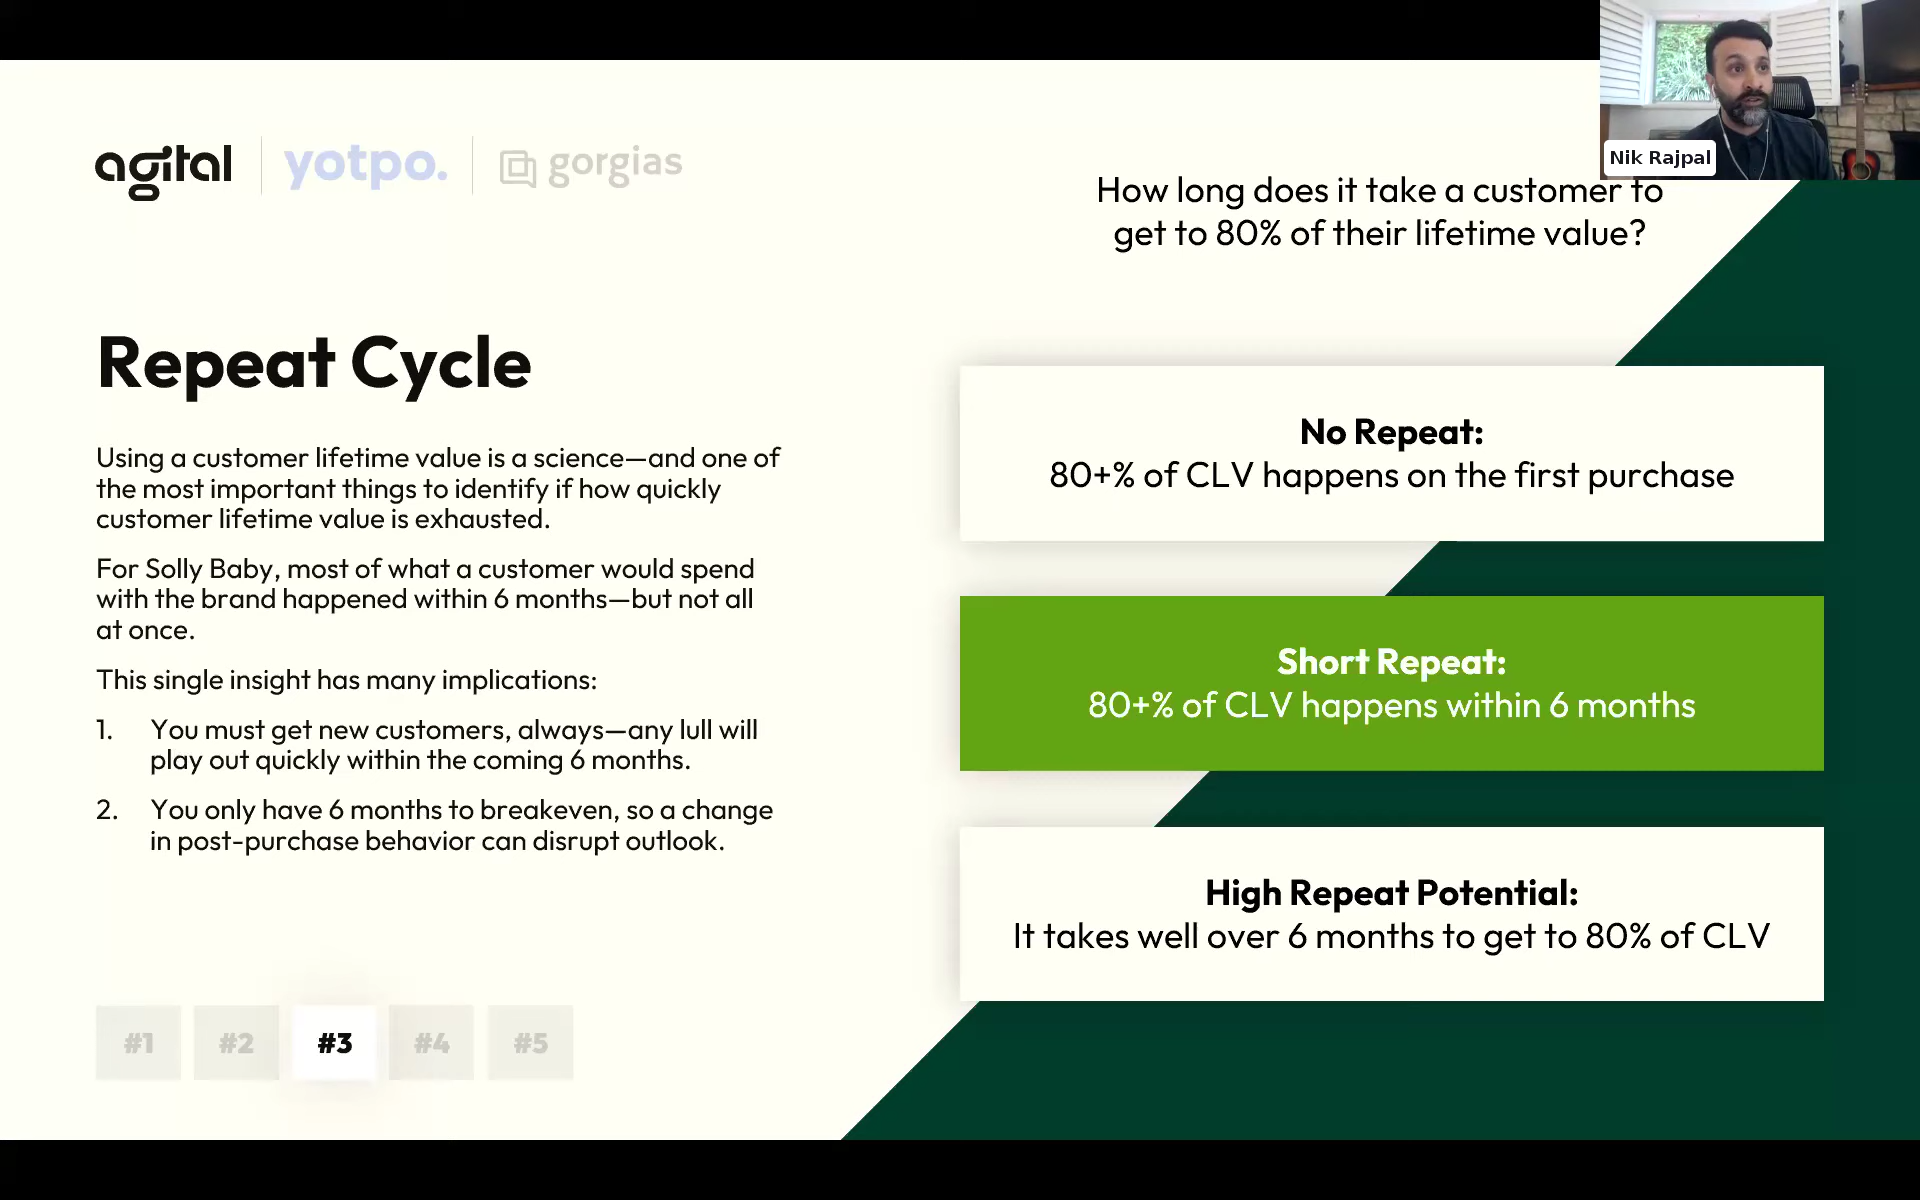 agital
yotpo.
gorgias
Nik Rajpal
How long does it take a customer to
get to 80% of their lifetime value?
Repeat Cycle
Using a customer lifetime value is a science—and one of
the most important things to identify if how quickly
customer lifetime value is exhausted.
For Solly Baby, most of what a customer would spend
with the brand happened within 6 months—but not all
at once.
This single insight has many implications:
1. You must get new customers, always—any lull will
play out quickly within the coming 6 months.
2. You only have 6 months to breakeven, so a change
in post-purchase behavior can disrupt outlook.
No Repeat:
80+% of CLV happens on the first purchase
Short Repeat:
80+% of CLV happens within 6 months
High Repeat Potential:
It takes well over 6 months to get to 80% of CLV
#1
#2
#3
#4
#5